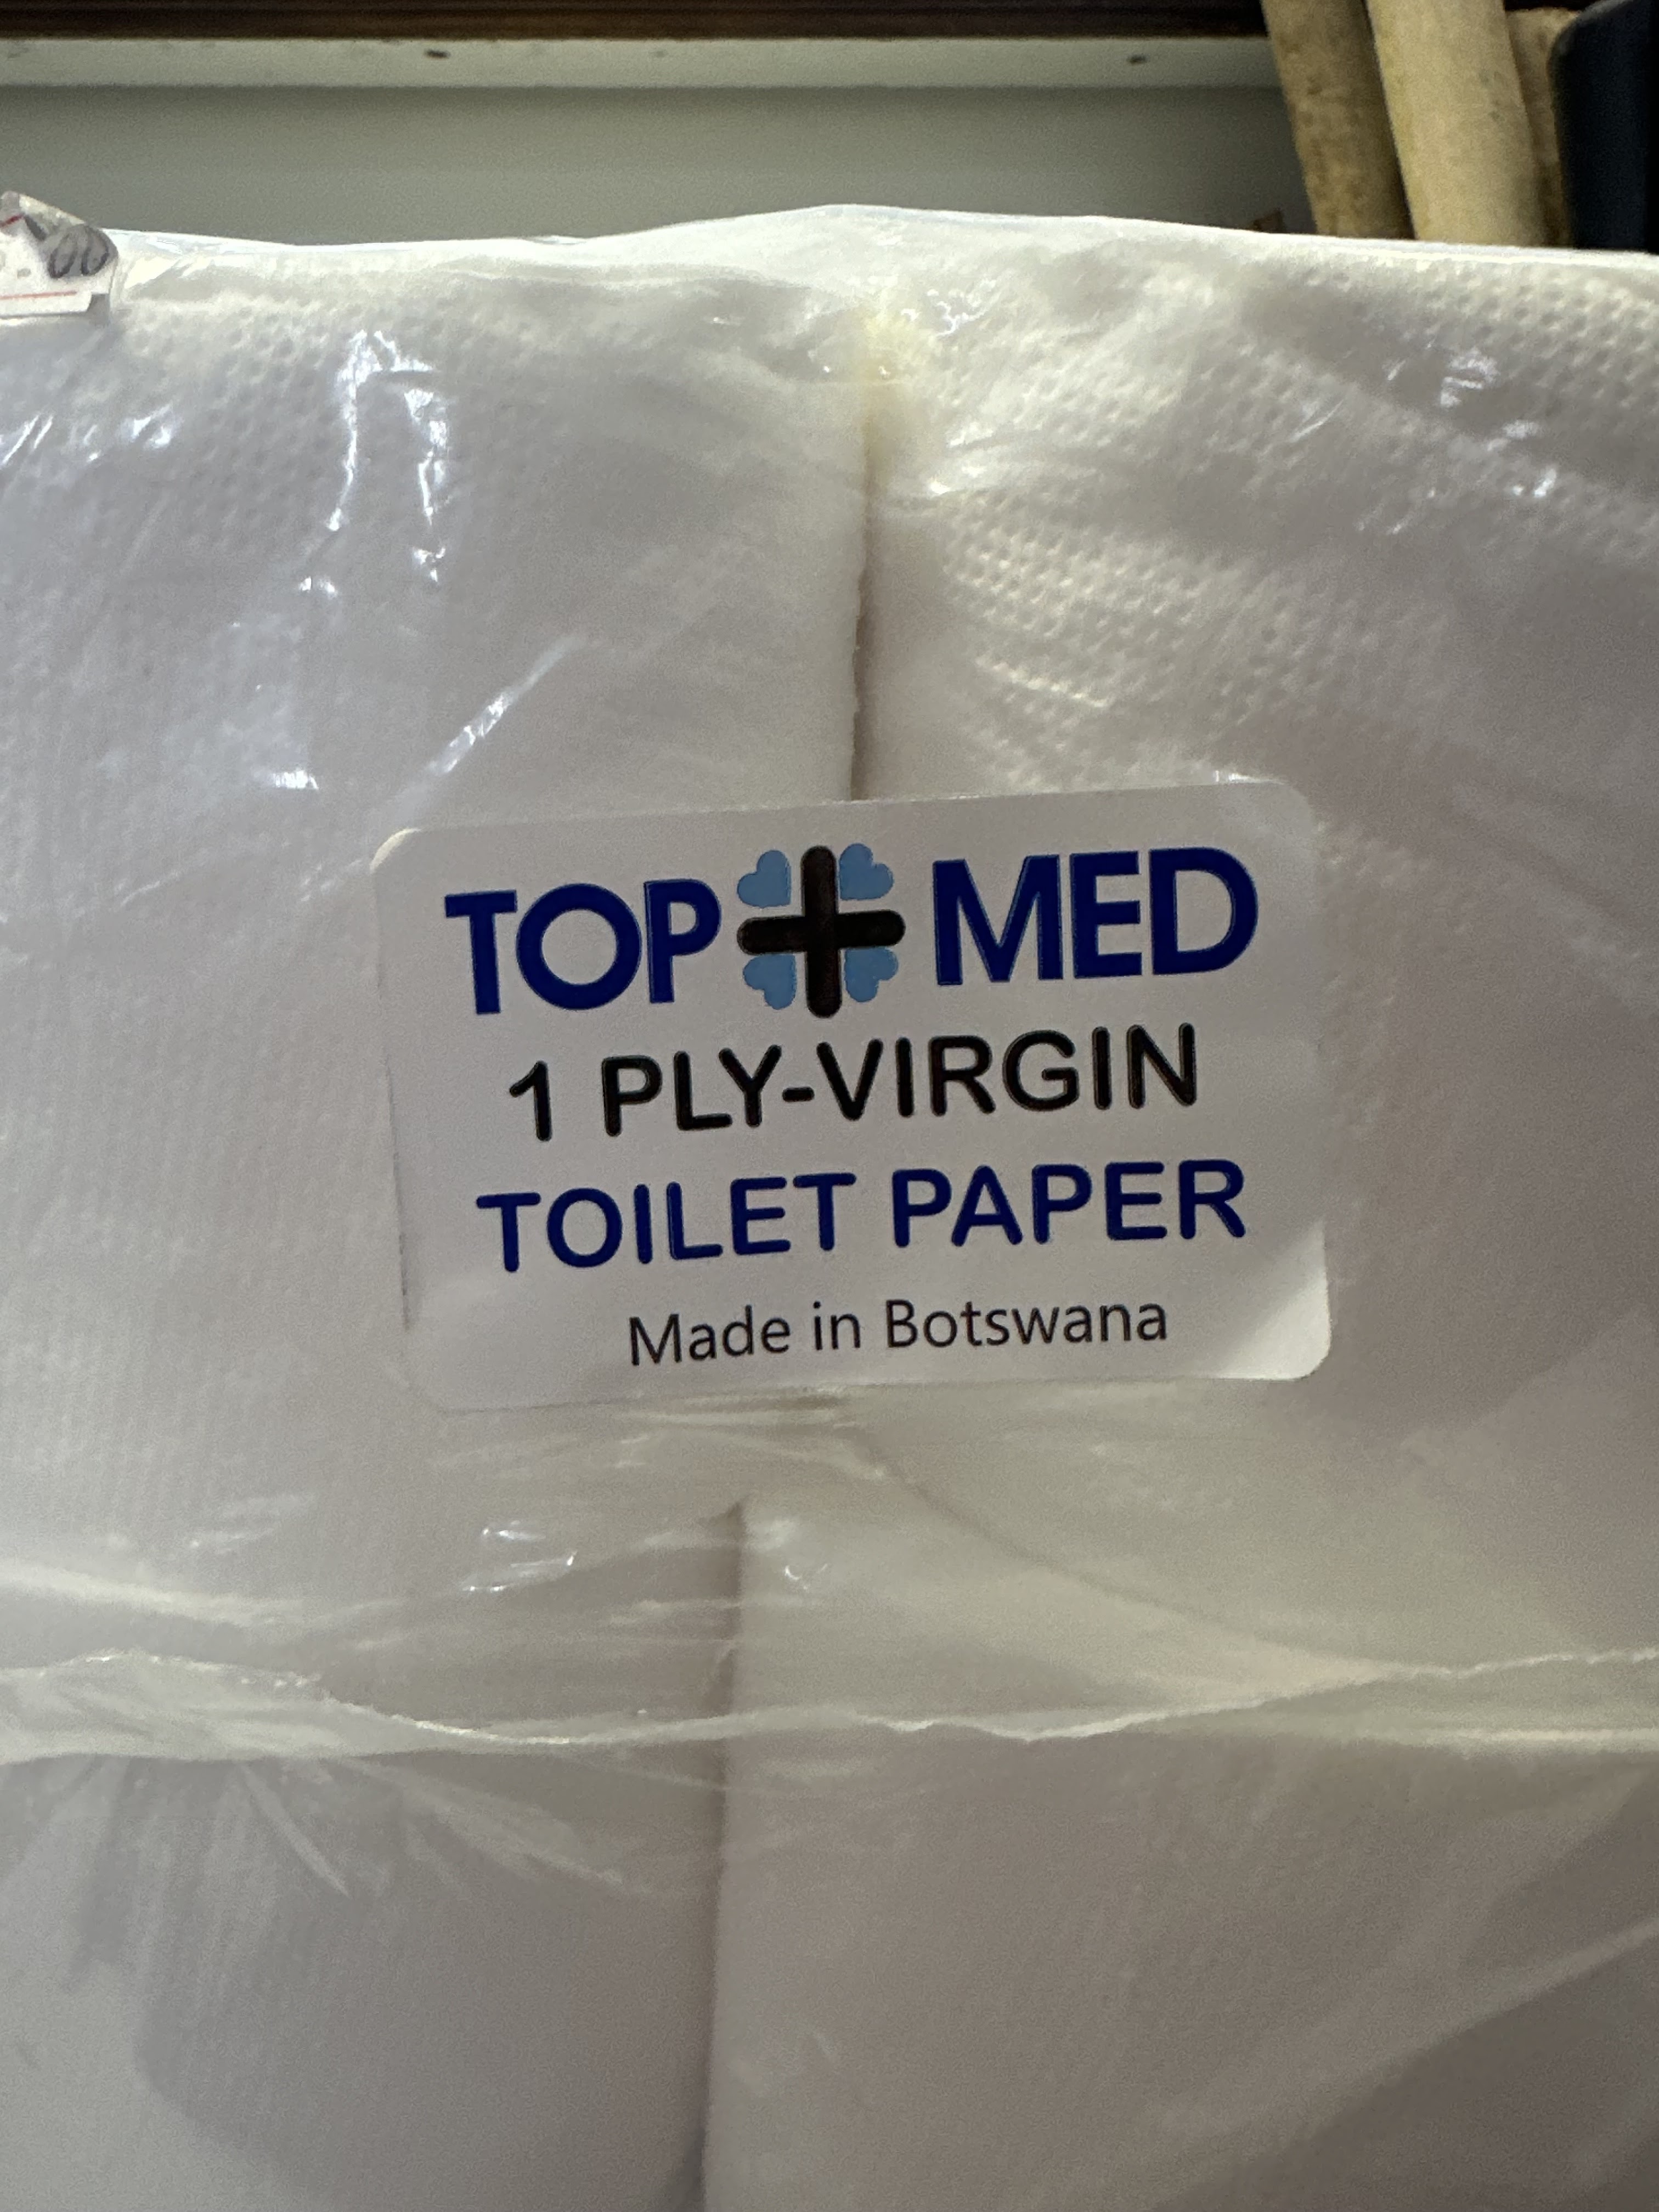 TOP MED
1 PLY-VIRGIN
TOILET PAPER
Made in Botswana